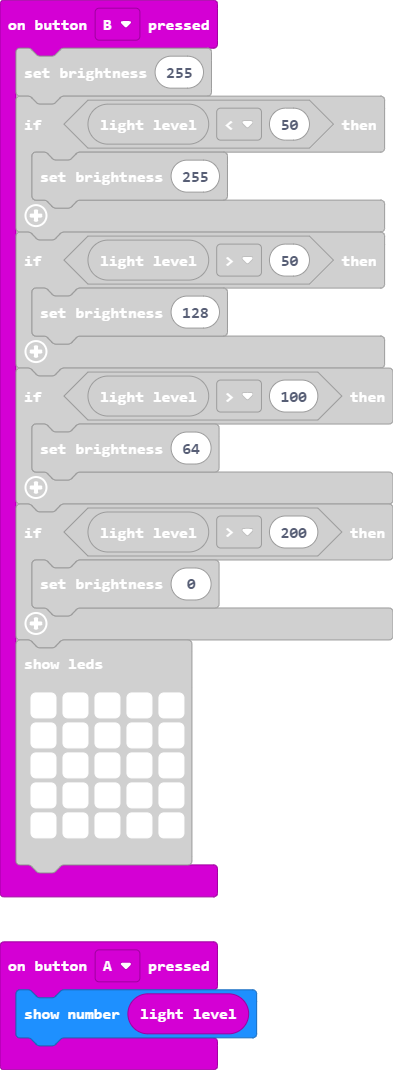 on button B pressed
set brightness 255
if light level < 50 then
set brightness 255
if light level > 50 then
set brightness 128
if light level > 100 then
set brightness 64
if light level > 200 then
set brightness 0
show leds
on button A pressed
show number light level